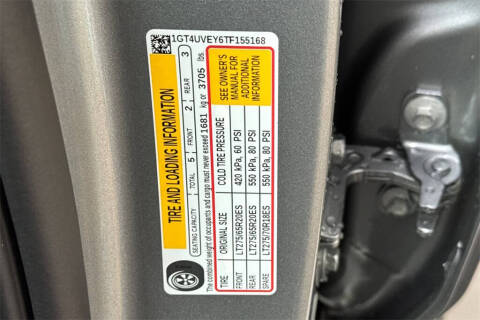 1GT4UVEY6TF155168
TIRE AND LOADING INFORMATION
SEATING CAPACITY TOTAL 5 FRONT 2 REAR 3
The combined weight of occupants and cargo must never exceed 1681 kg or 3705 lbs.
TIRE ORIGINAL SIZE COLD TIRE PRESSURE
FRONT LT275/65R20ES 420 kPa, 60 PSI
REAR LT275/65R20ES 550 kPa, 80 PSI
SPARE LT275/70R18ES 550 kPa, 80 PSI
SEE OWNER'S
MANUAL FOR
ADDITIONAL
INFORMATION